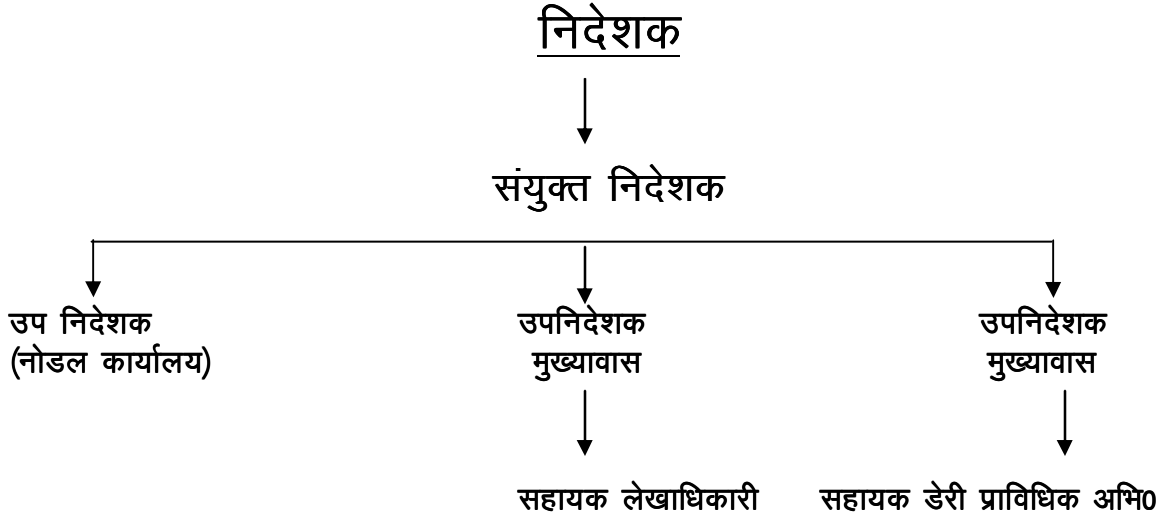 निदेशक
संयुक्त निदेशक
उप निदेशक
(नोडल कार्यालय)
उपनिदेशक
मुख्यावास
उपनिदेशक
मुख्यावास
सहायक लेखाधिकारी
सहायक डेरी प्राविधिक अभि0